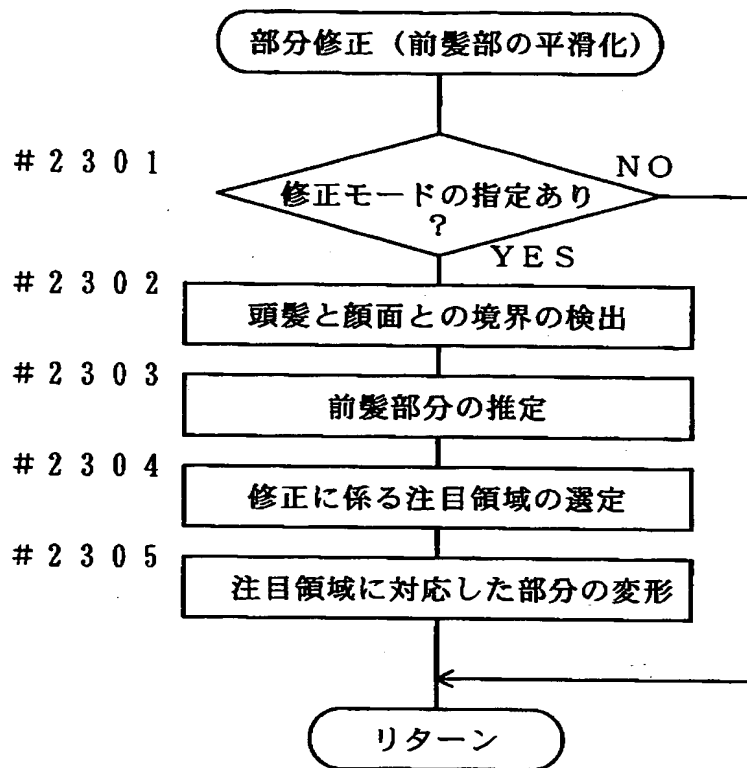 部分修正（前髪部の平滑化）
#2301
修正モードの指定あり
?
NO
YES
#2302
頭髪と顔面との境界の検出
#2303
前髪部分の推定
#2304
修正に係る注目領域の選定
#2305
注目領域に対応した部分の変形
リターン